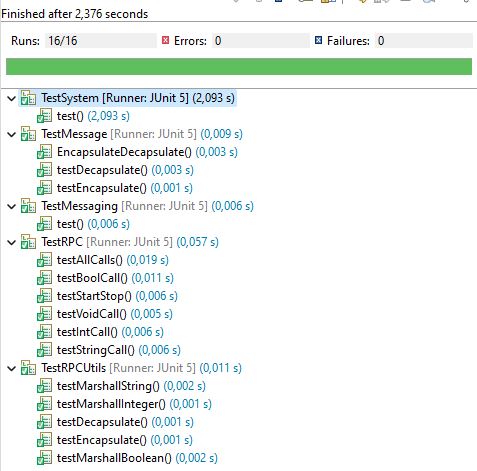 Finished after 2,376 seconds
Runs: 16/16 Errors: 0 Failures: 0
TestSystem [Runner: JUnit 5] (2,093 s)
test() (2,093 s)
TestMessage [Runner: JUnit 5] (0,009 s)
EncapsulateDecapsulate() (0,003 s)
testDecapsulate() (0,003 s)
testEncapsulate() (0,001 s)
TestMessaging [Runner: JUnit 5] (0,006 s)
test() (0,006 s)
TestRPC [Runner: JUnit 5] (0,057 s)
testAllCalls() (0,019 s)
testBoolCall() (0,011 s)
testStartStop() (0,006 s)
testVoidCall() (0,005 s)
testIntCall() (0,006 s)
testStringCall() (0,006 s)
TestRPCUtils [Runner: JUnit 5] (0,011 s)
testMarshallString() (0,002 s)
testMarshallInteger() (0,001 s)
testDecapsulate() (0,001 s)
testEncapsulate() (0,001 s)
testMarshallBoolean() (0,002 s)